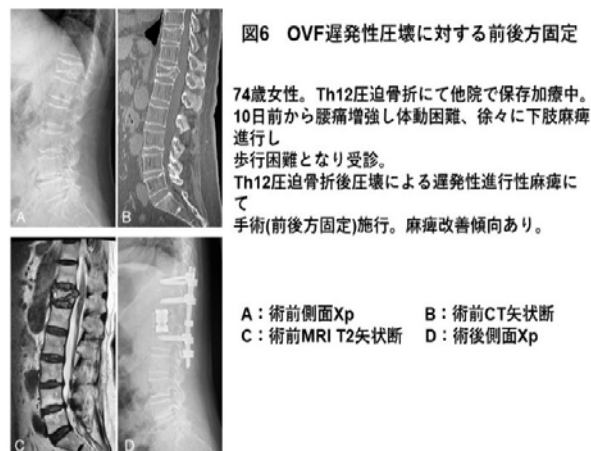 図6 OVF遅発性圧壊に対する前後方固定
74歳女性。Th12圧迫骨折にて他院で保存加療中。
10日前から腰痛増強し体動困難、徐々に下肢麻痺
進行し
歩行困難となり受診。
Th12圧迫骨折後圧壊による遅発性進行性麻痺に
て
手術(前後方固定)施行。麻痺改善傾向あり。
A：術前側面Xp B：術前CT矢状断
C：術前MRI T2矢状断 D：術後側面Xp
A
B
C
D